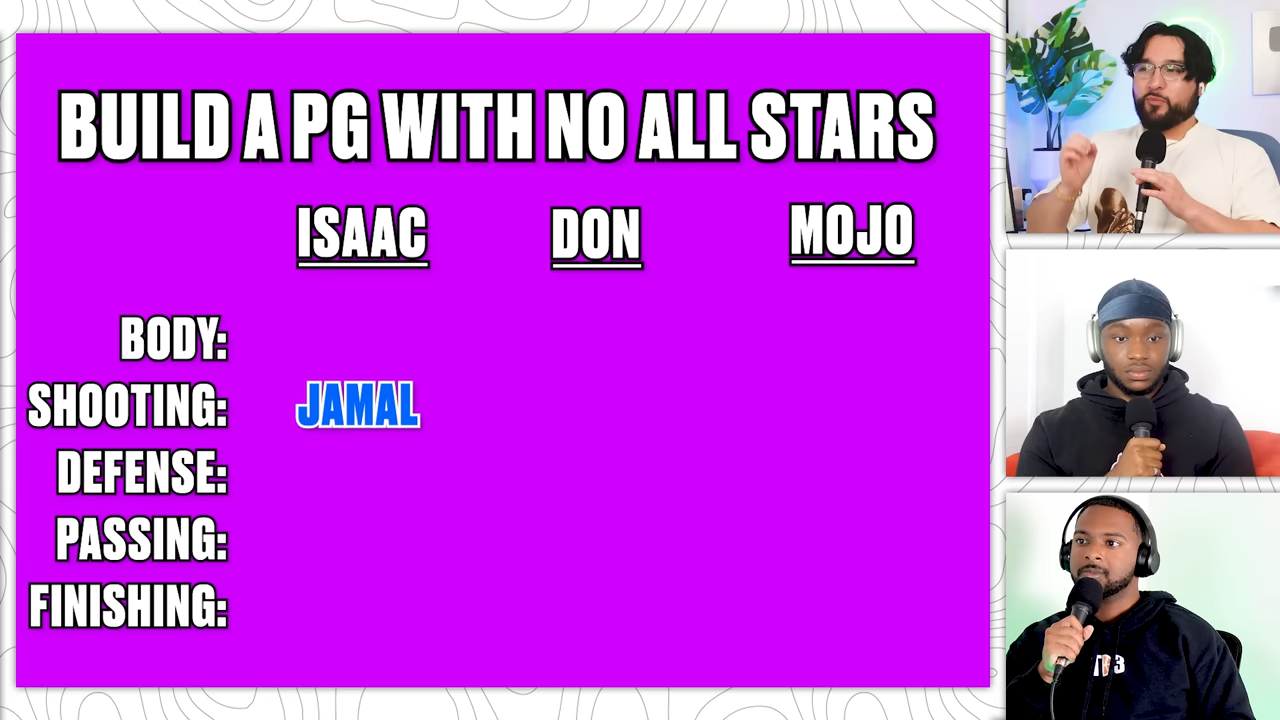 BUILD A PG WITH NO ALL STARS
ISAAC DON MOJO
BODY:
SHOOTING: JAMAL
DEFENSE:
PASSING:
FINISHING: